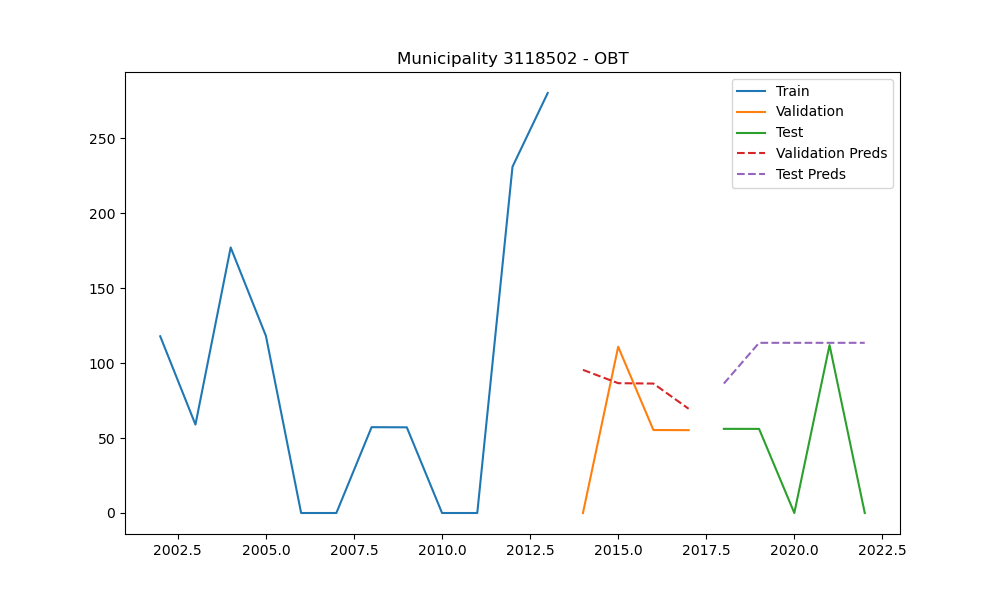 Municipality 3118502 - OBT
Train
Validation
Test
Validation Preds
Test Preds
250
200
150
100
50
0
2002.5 2005.0 2007.5 2010.0 2012.5 2015.0 2017.5 2020.0 2022.5